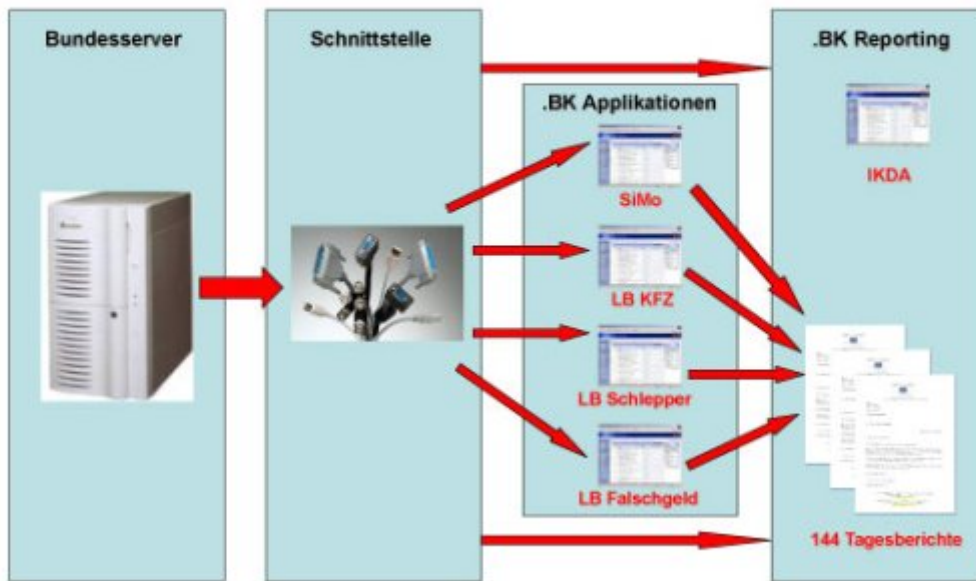 Bundesserver
Schnittstelle
.BK Applikationen
SiMo
LB KFZ
LB Schlepper
LB Falschgeld
.BK Reporting
IKDA
144 Tagesberichte